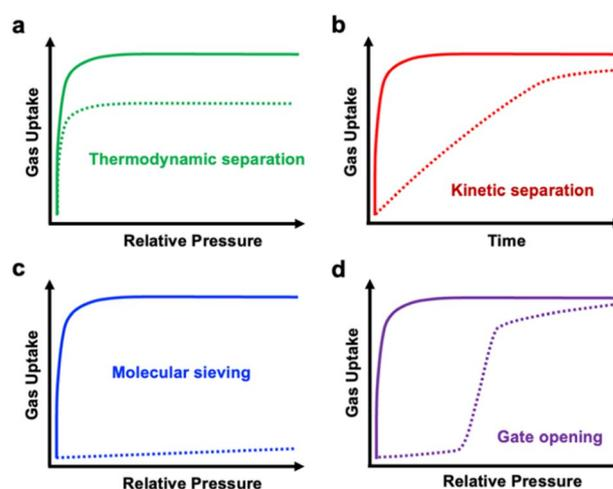 a
Gas Uptake
Thermodynamic separation
Relative Pressure
b
Gas Uptake
Kinetic separation
Time
c
Gas Uptake
Molecular sieving
Relative Pressure
d
Gas Uptake
Gate opening
Relative Pressure